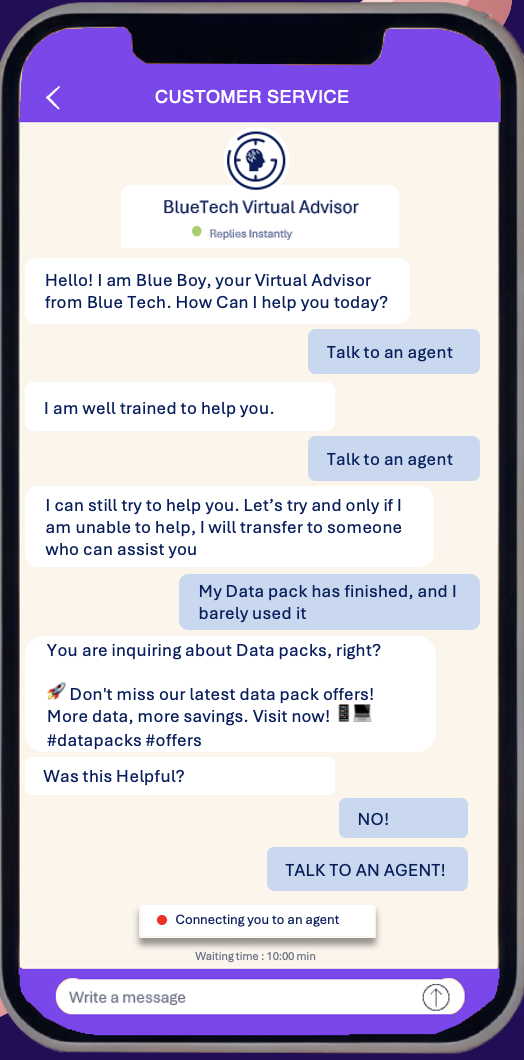 CUSTOMER SERVICE
BlueTech Virtual Advisor
Replies Instantly
Hello! I am Blue Boy, your Virtual Advisor
from Blue Tech. How Can I help you today?
Talk to an agent
I am well trained to help you.
Talk to an agent
I can still try to help you. Let’s try and only if I
am unable to help, I will transfer to someone
who can assist you
My Data pack has finished, and I
barely used it
You are inquiring about Data packs, right?
🚀 Don't miss our latest data pack offers!
More data, more savings. Visit now! 📱💻
#datapacks #offers
Was this Helpful?
NO!
TALK TO AN AGENT!
Connecting you to an agent
Waiting time : 10:00 min
Write a message